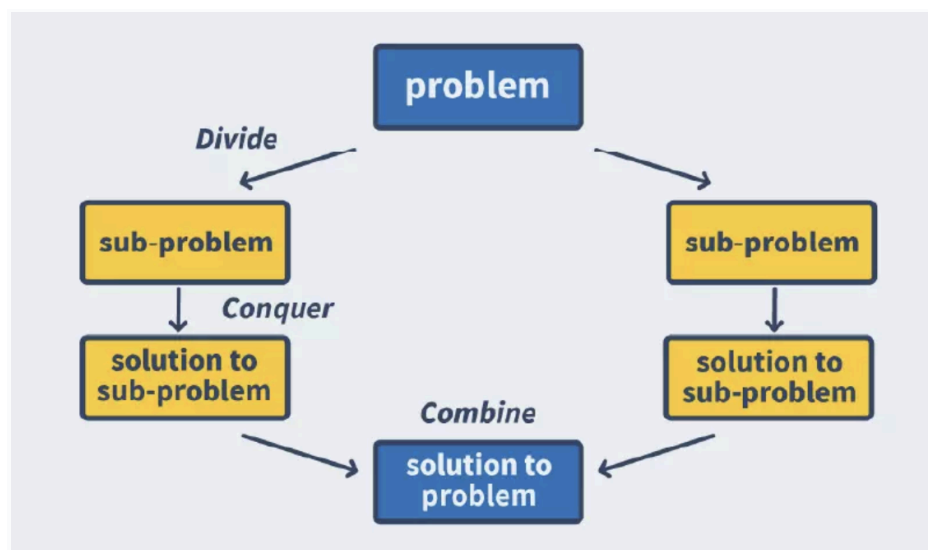 problem
Divide
sub-problem
sub-problem
Conquer
solution to
sub-problem
solution to
sub-problem
Combine
solution to
problem